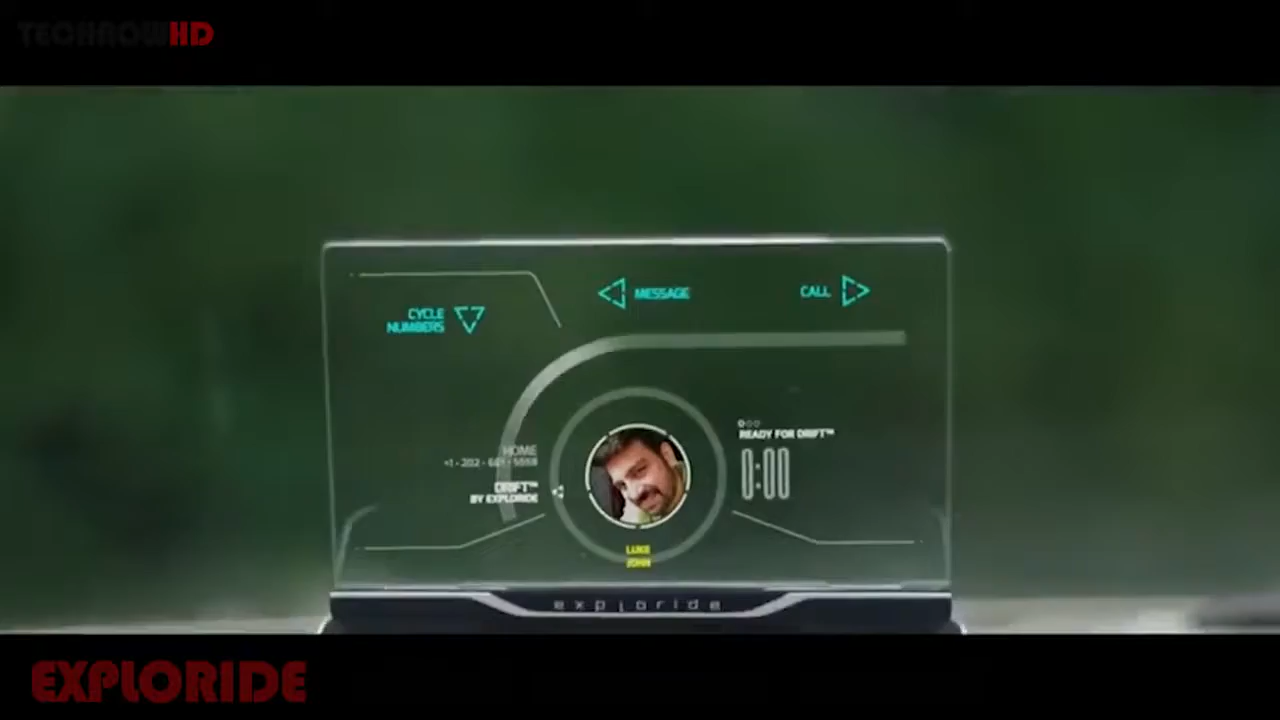 TECHNOWHD
MESSAGE
CALL
CYCLE
NUMBERS
READY FOR DRIFT™
HOME
0:00
DRIFT™
BY EXPLORIDE
LUKE
JOHN
exploride
EXPLORIDE